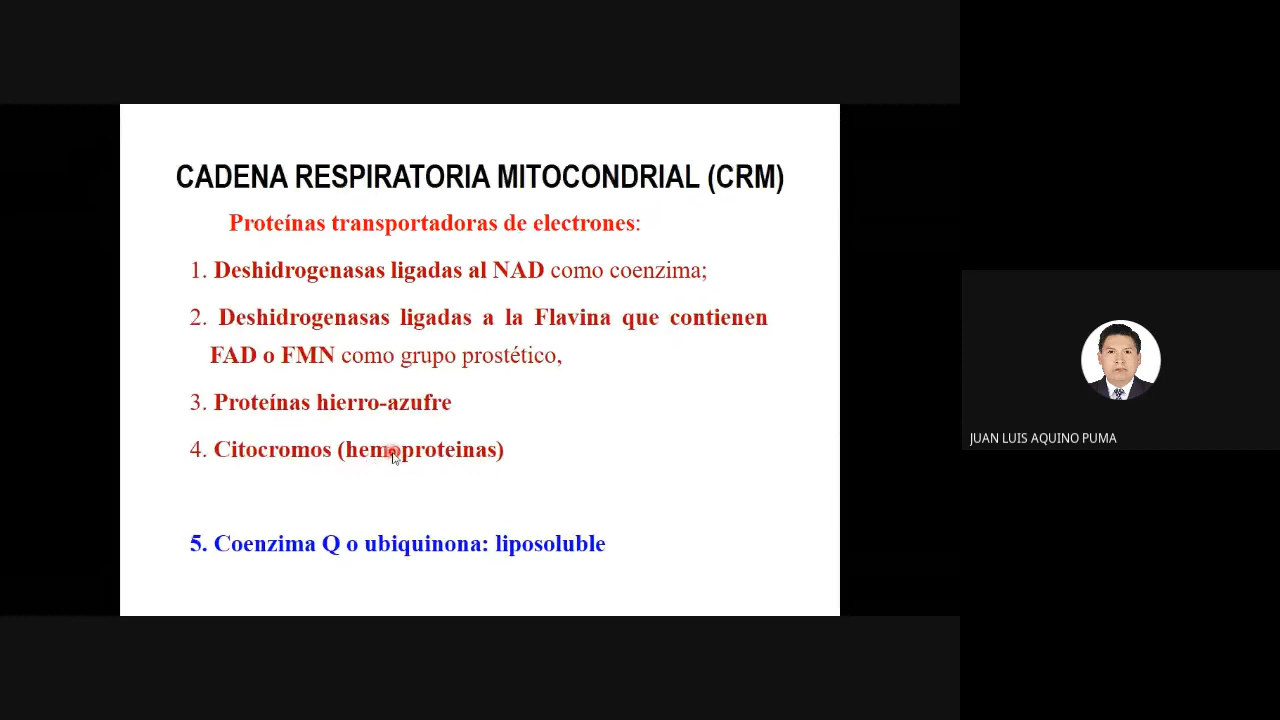 CADENA RESPIRATORIA MITOCONDRIAL (CRM)
Proteínas transportadoras de electrones:
1. Deshidrogenasas ligadas al NAD como coenzima;
2. Deshidrogenasas ligadas a la Flavina que contienen
FAD o FMN como grupo prostético,
3. Proteínas hierro-azufre
4. Citocromos (hemoproteinas)
5. Coenzima Q o ubiquinona: liposoluble
JUAN LUIS AQUINO PUMA